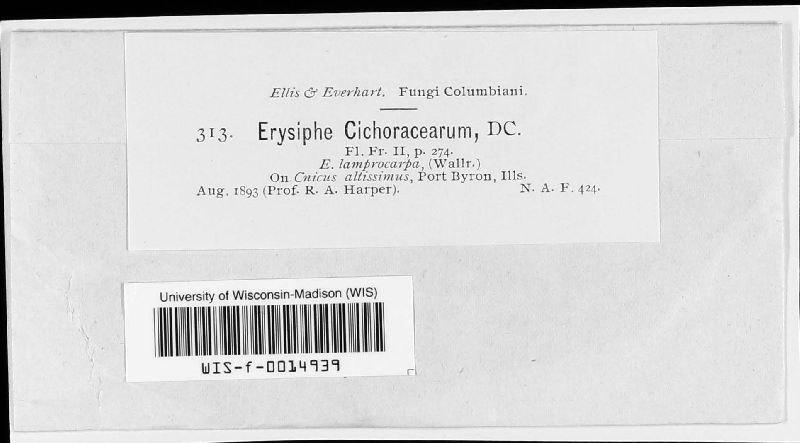 Ellis & Everhart. Fungi Columbiani.
313. Erysiphe Cichoracearum, DC.
Fl. Fr. II, p. 274.
E. lamprocarpa, (Wallr.)
On Cnicus altissimus, Port Byron, Ills.
Aug. 1893 (Prof. R. A. Harper). N. A. F. 424.
University of Wisconsin-Madison (WIS)
WIS-f-0014939